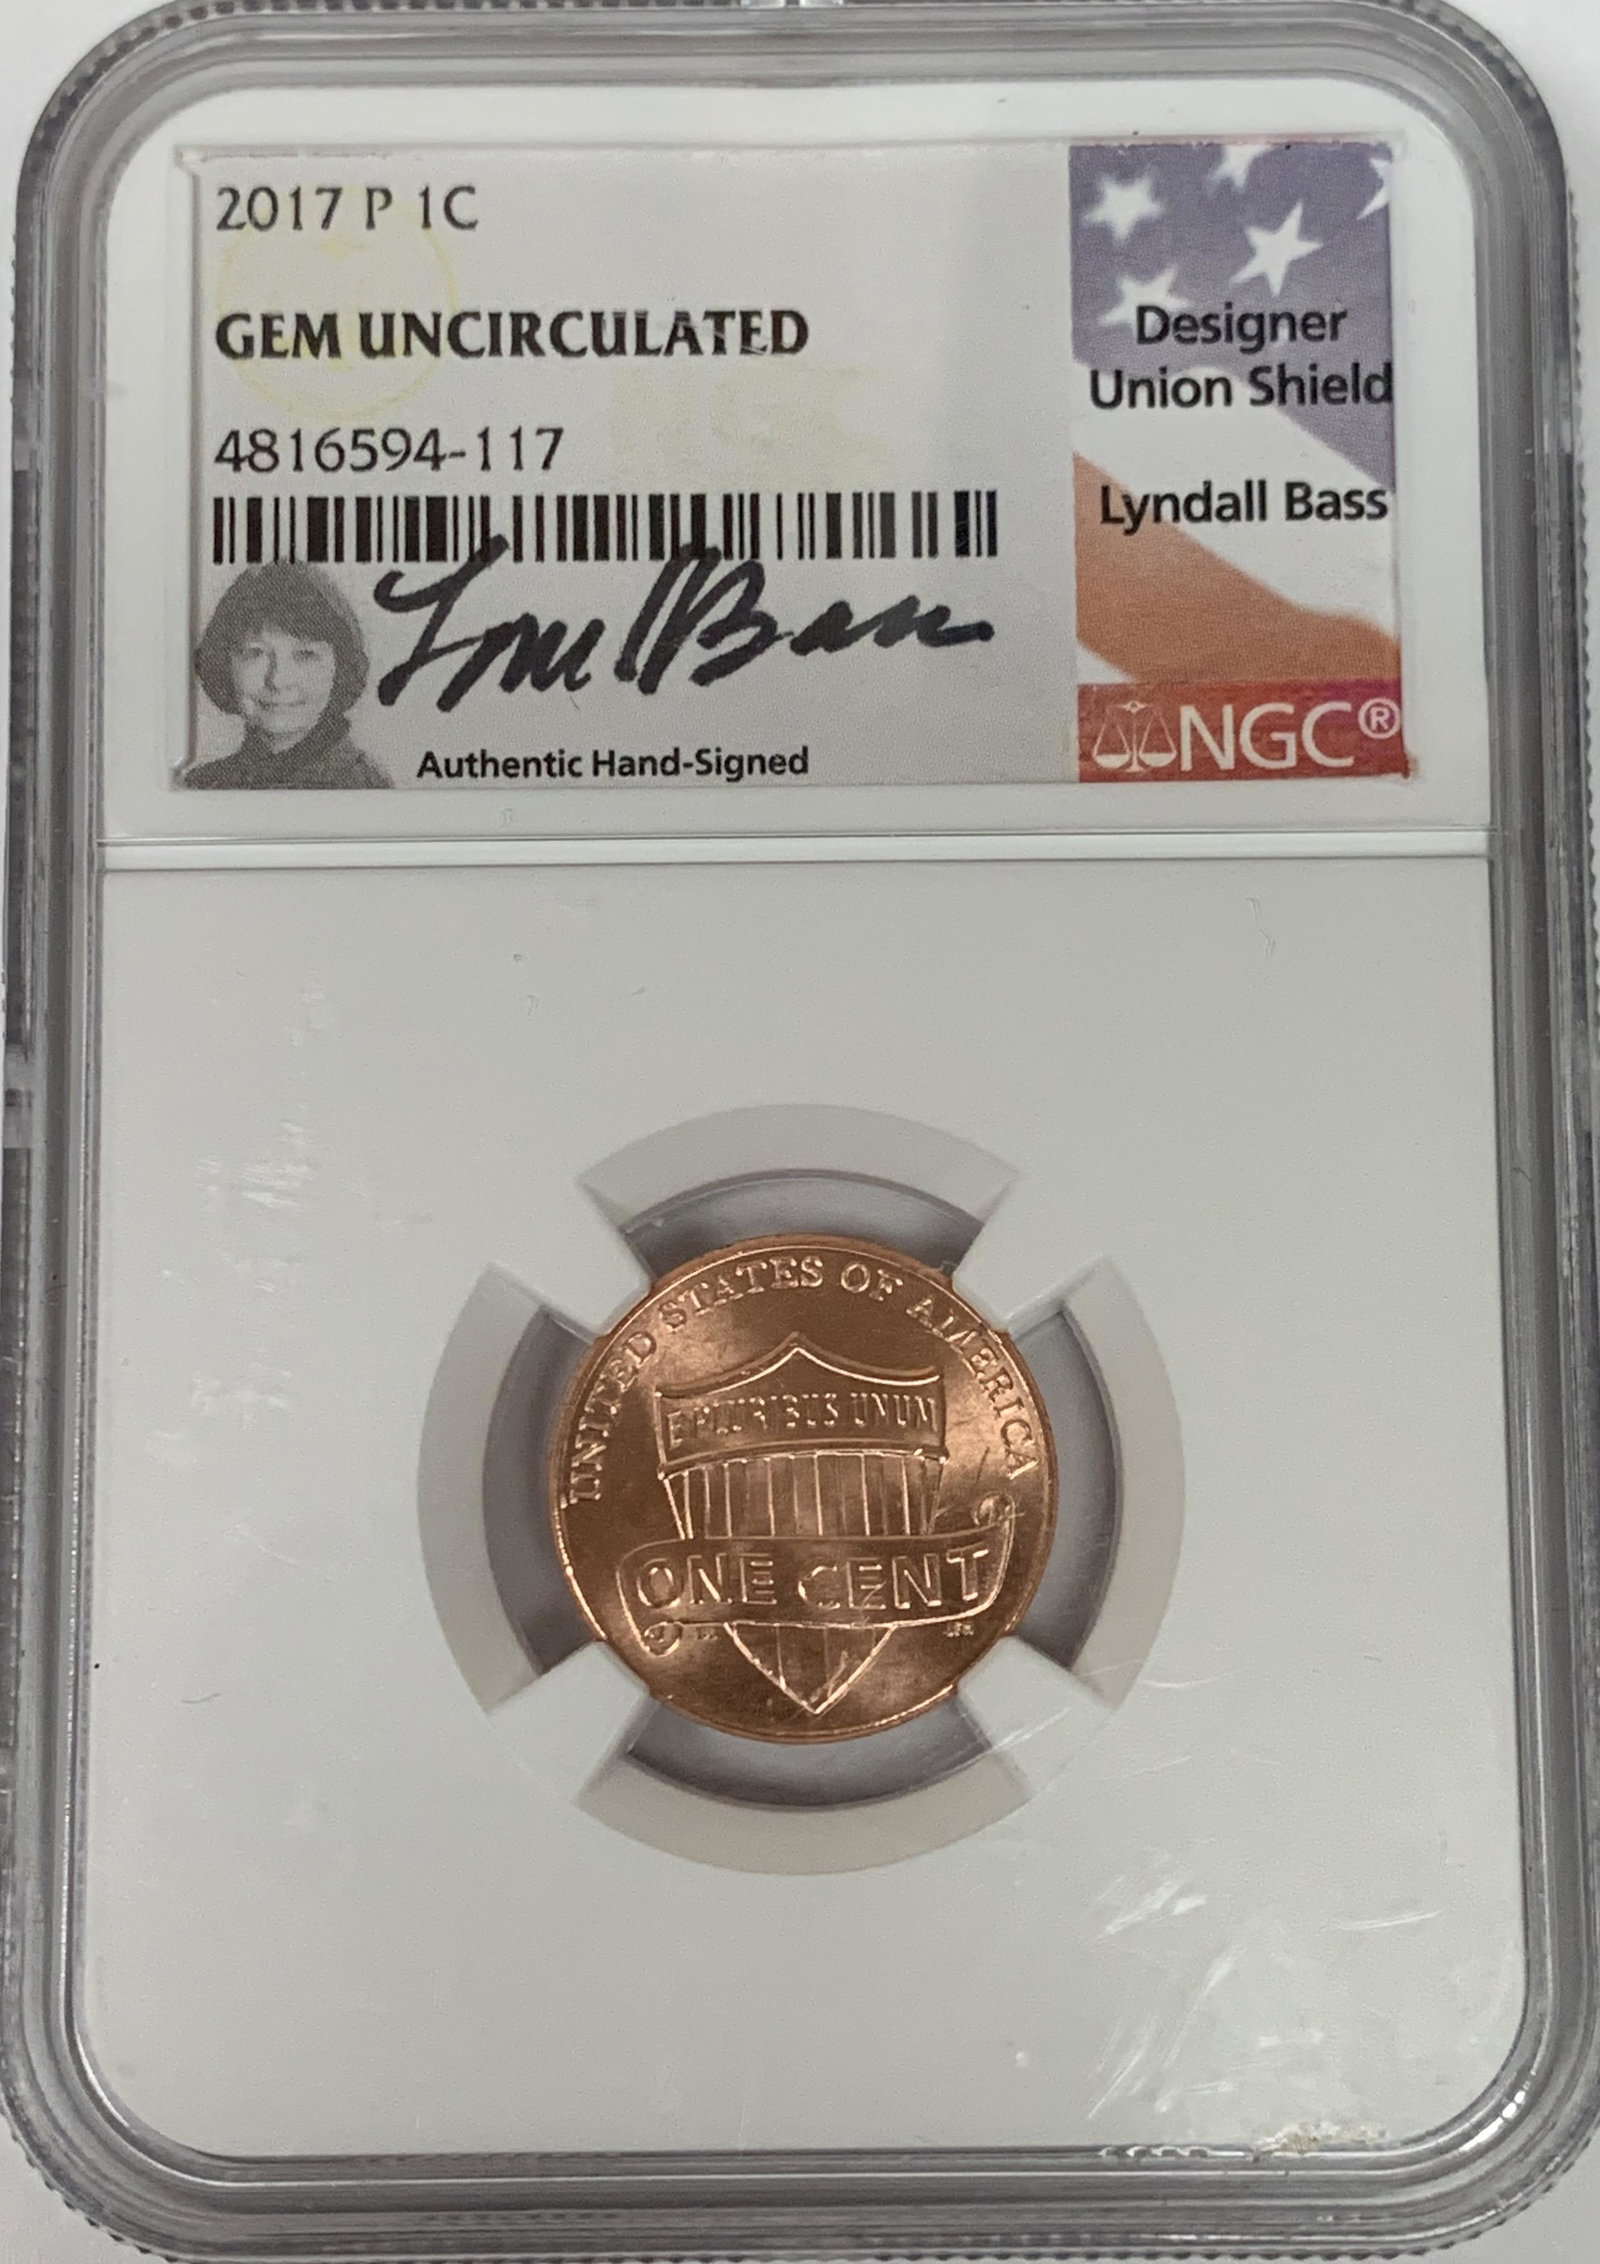 2017 P 1C
GEM UNCIRCULATED
4816594-117
Authentic Hand-Signed
Designer
Union Shield
Lyndall Bass
NGC®
UNITED STATES OF AMERICA
E PLURIBUS UNUM
ONE CENT